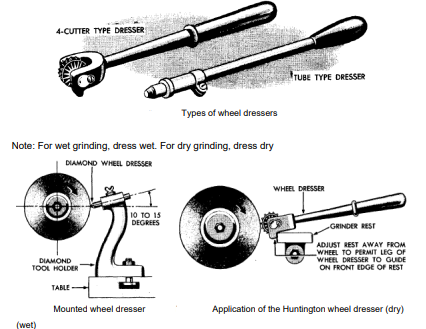 4-CUTTER TYPE DRESSER
TUBE TYPE DRESSER
Types of wheel dressers
Note: For wet grinding, dress wet. For dry grinding, dress dry
DIAMOND WHEEL DRESSER
10 TO 15
DEGREES
DIAMOND
TOOL HOLDER
TABLE
WHEEL DRESSER
GRINDER REST
ADJUST REST AWAY FROM
WHEEL TO PERMIT LEG OF
WHEEL DRESSER TO GUIDE
ON FRONT EDGE OF REST
Mounted wheel dresser
Application of the Huntington wheel dresser (dry)
(wet)